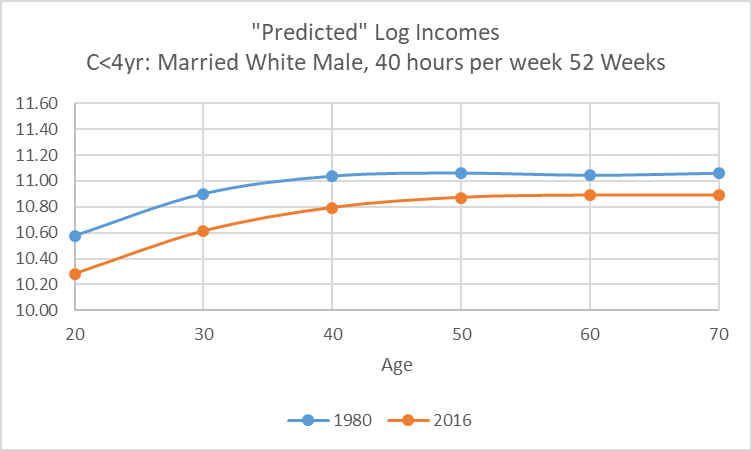 "Predicted" Log Incomes
C<4yr: Married White Male, 40 hours per week 52 Weeks
11.60
11.40
11.20
11.00
10.80
10.60
10.40
10.20
10.00
20 30 40 50 60 70
Age
1980 2016